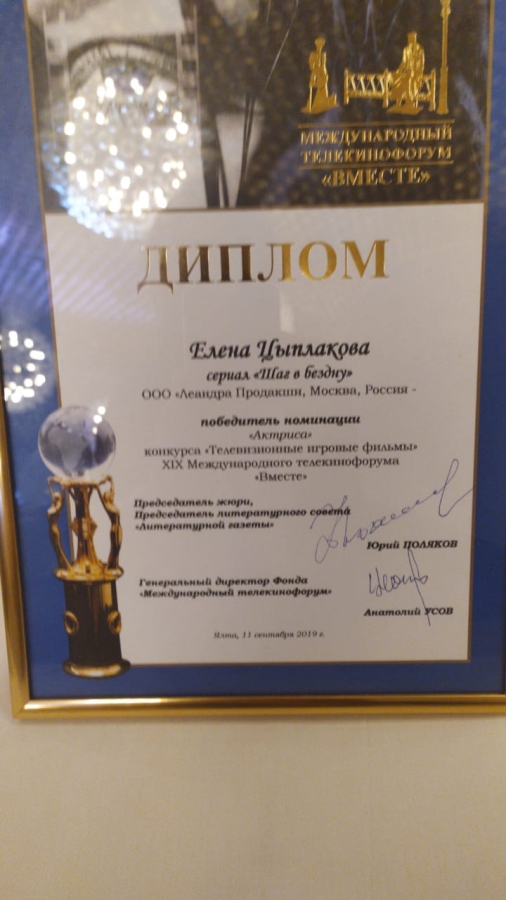 МЕЖДУНАРОДНЫЙ
ТЕЛЕКИНОФОРУМ
«ВМЕСТЕ»
ДИПЛОМ
Елена Цыплакова
сериал «Шаг в бездну»
ООО «Леандра Продакшн, Москва, Россия -
победитель номинации
«Актриса»
конкурса «Телевизионные игровые фильмы»
XIX Международного телекинофорума
«Вместе»
Председатель жюри,
Председатель литературного совета
«Литературной газеты»
Юрий ПОЛЯКОВ
Генеральный директор Фонда
«Международный телекинофорум»
Анатолий УСОВ
Ялта, 11 сентября 2019 г.